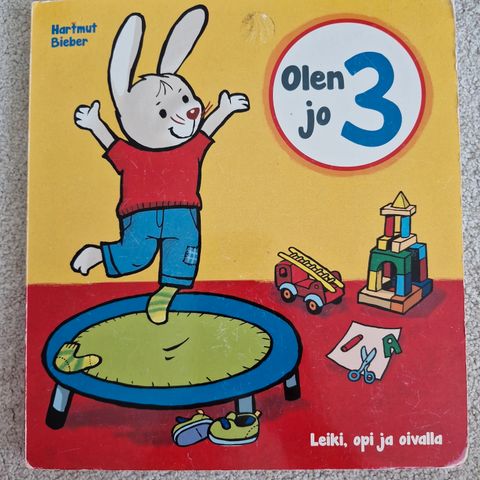 Hartmut
Bieber
Olen
jo 3
A
Leiki, opi ja oivalla